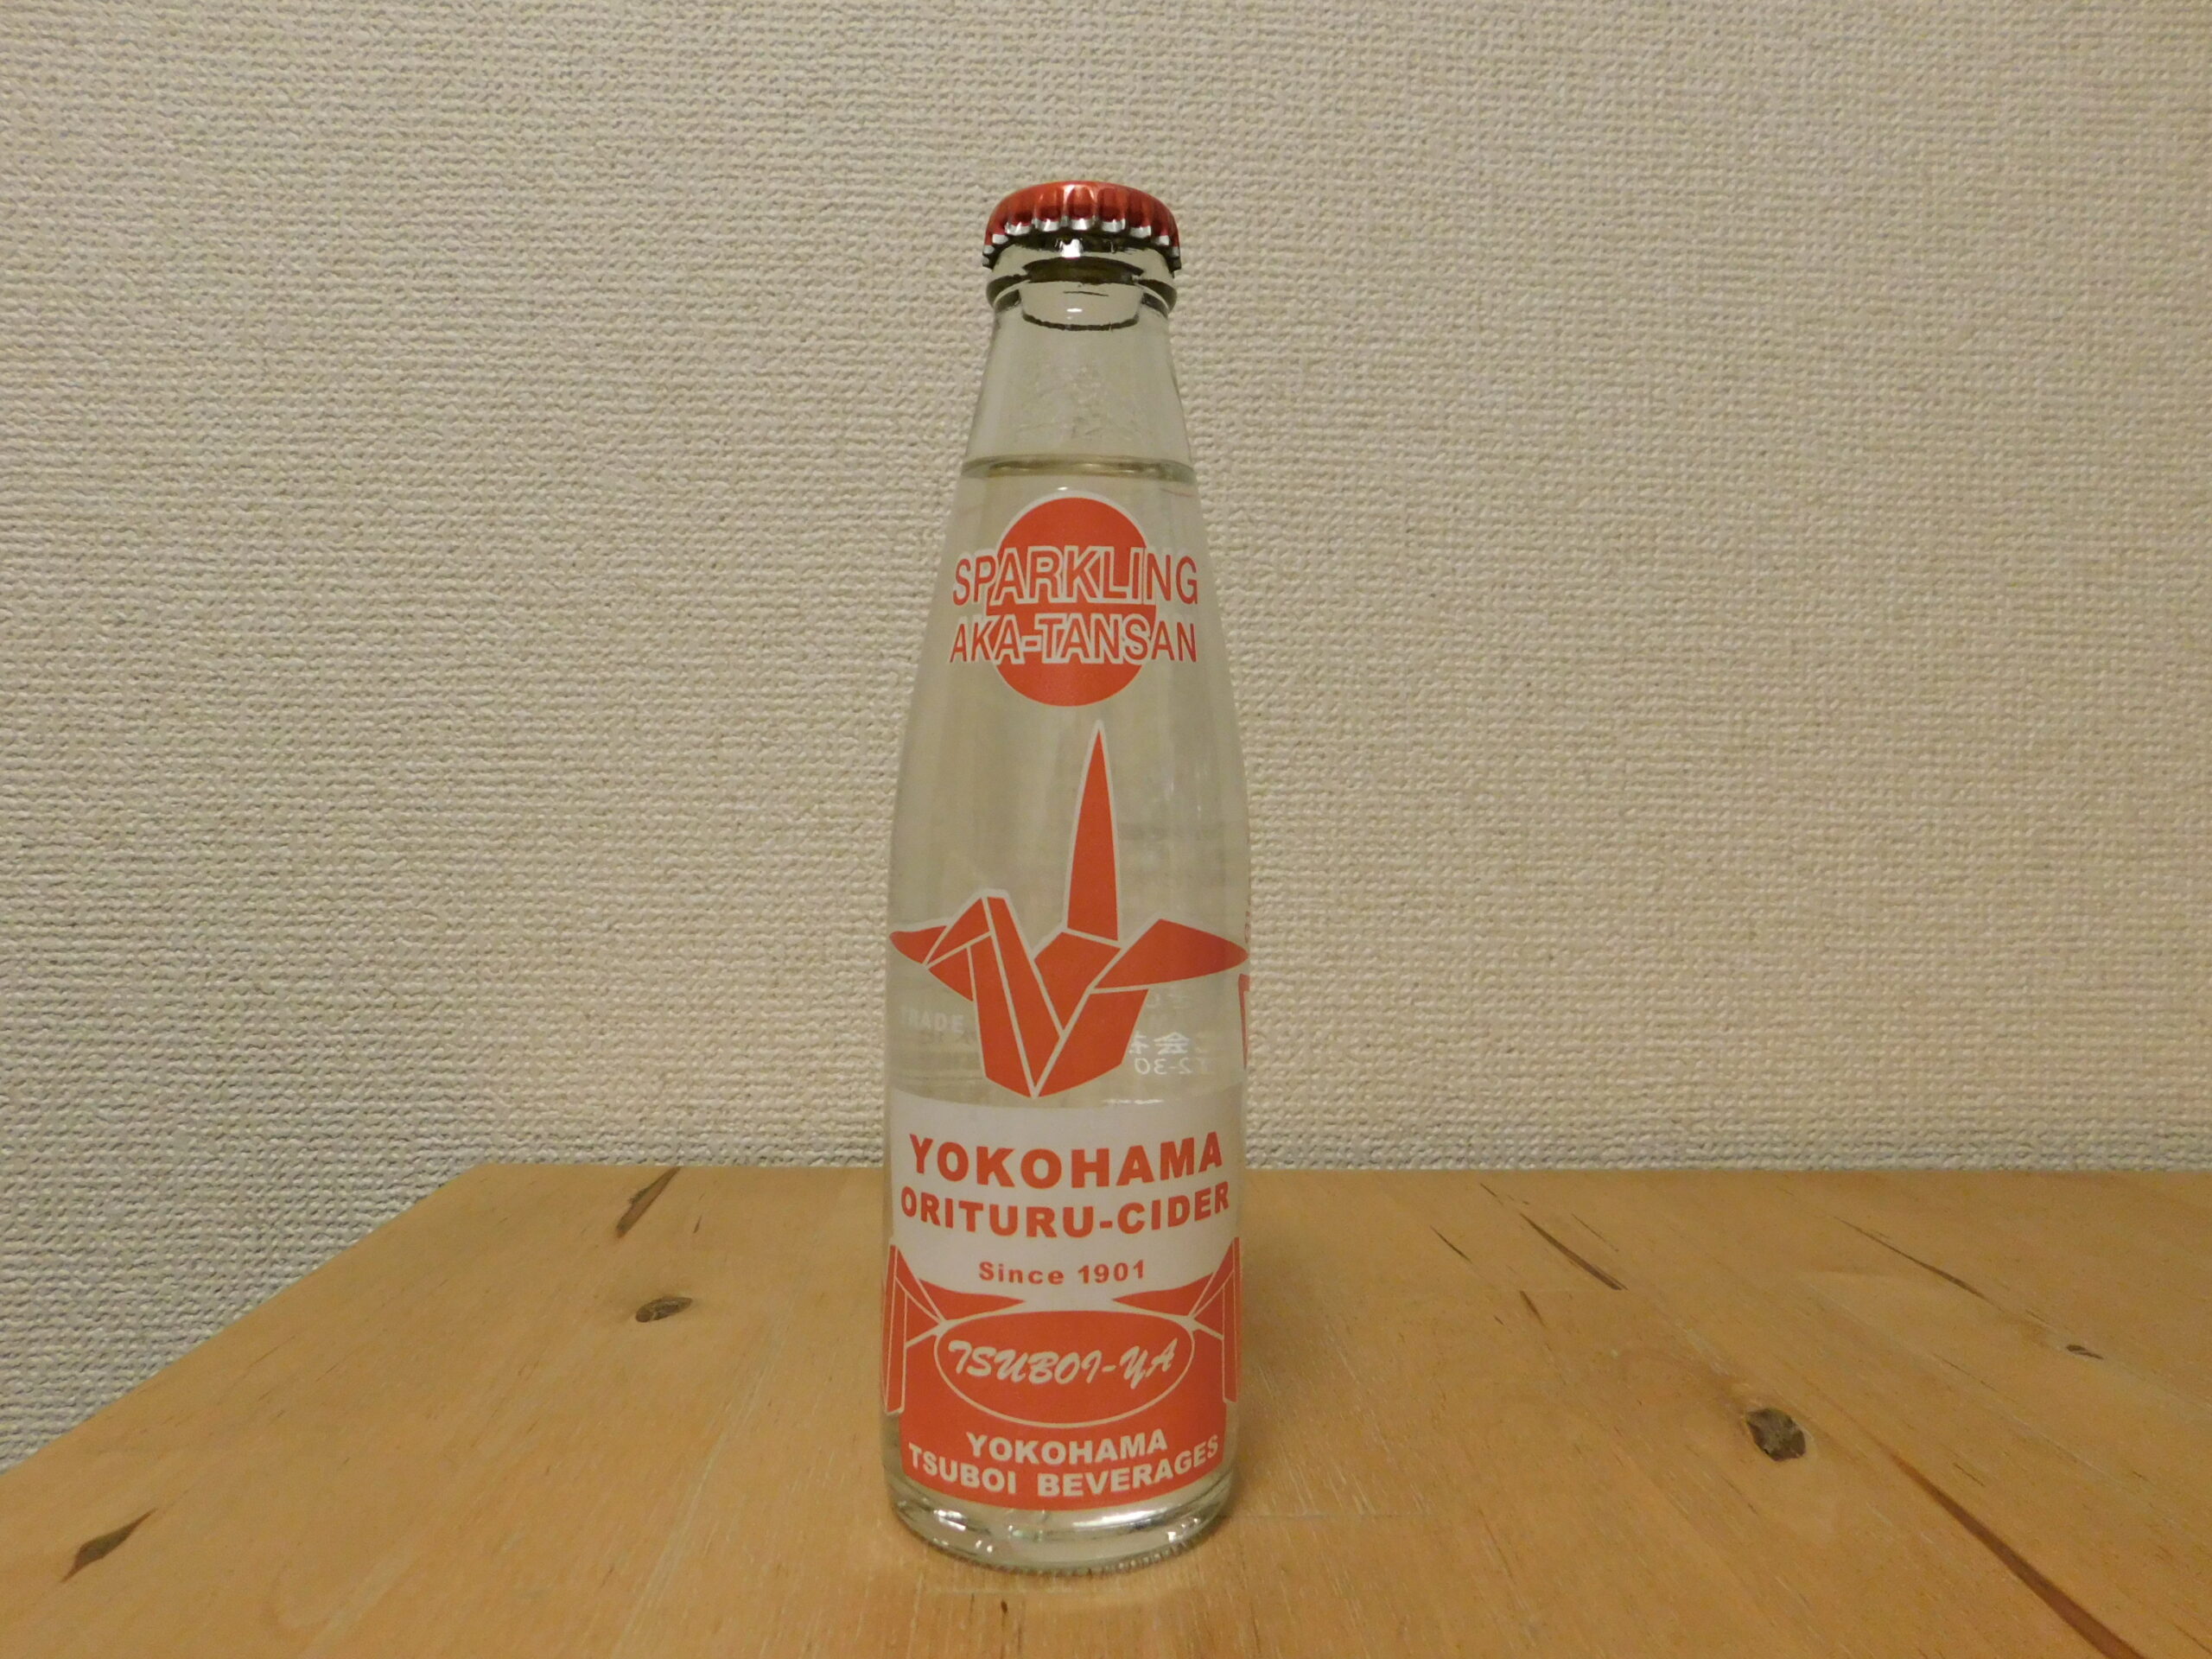 SPARKLING
AKA-TANSAN
YOKOHAMA
ORITURU-CIDER
Since 1901
TSUBOI-YA
YOKOHAMA
TSUBOI BEVERAGES